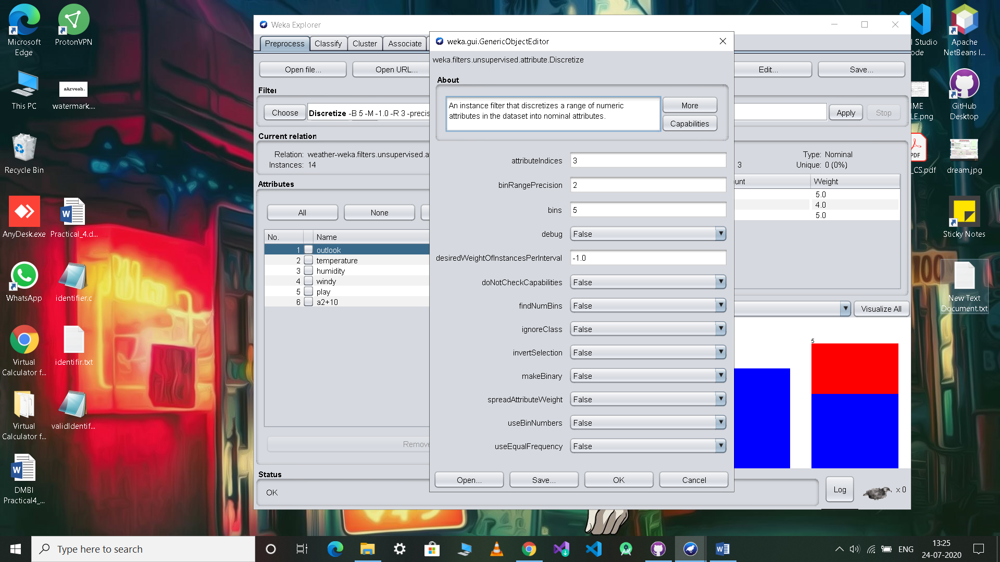 Microsoft
Edge
ProtonVPN
This PC
sArvesh.
watermark....
Recycle Bin
AnyDesk.exe
Practical_4.d...
WhatsApp
identifier.c
Virtual
Calculator f...
identifir.txt
Virtual
Calculator f...
validIdentif...
DMBI
Practical4_...
Weka Explorer
Preprocess
Classify
Cluster
Associate
Open file...
Open URL...
Edit...
Save...
Filter
Choose
Discretize -B 5 -M -1.0 -R 3 -precis
Apply
Stop
Current relation
Relation: weather-weka.filters.unsupervised.a
Instances: 14
Attributes
All
None
No.
Name
1 outlook
2 temperature
3 humidity
4 windy
5 play
6 a2+10
Remove
Status
OK
weka.gui.GenericObjectEditor
weka.filters.unsupervised.attribute.Discretize
About
An instance filter that discretizes a range of numeric
attributes in the dataset into nominal attributes.
More
Capabilities
attributeIndices 3
binRangePrecision 2
bins 5
debug False
desiredWeightOfInstancesPerInterval -1.0
doNotCheckCapabilities False
findNumBins False
ignoreClass False
invertSelection False
makeBinary False
spreadAttributeWeight False
useBinNumbers False
useEqualFrequency False
Open...
Save...
OK
Cancel
Type: Nominal
3
Unique: 0 (0%)
unt
Weight
5.0
4.0
5.0
Visualize All
5
Log
x 0
l Studio
ode
Apache
NetBeans I...
IME
LE.png
GitHub
Desktop
PDF
_CS.pdf
dream.jpg
Sticky Notes
New Text
Document.txt
Type here to search
ENG
13:25
24-07-2020